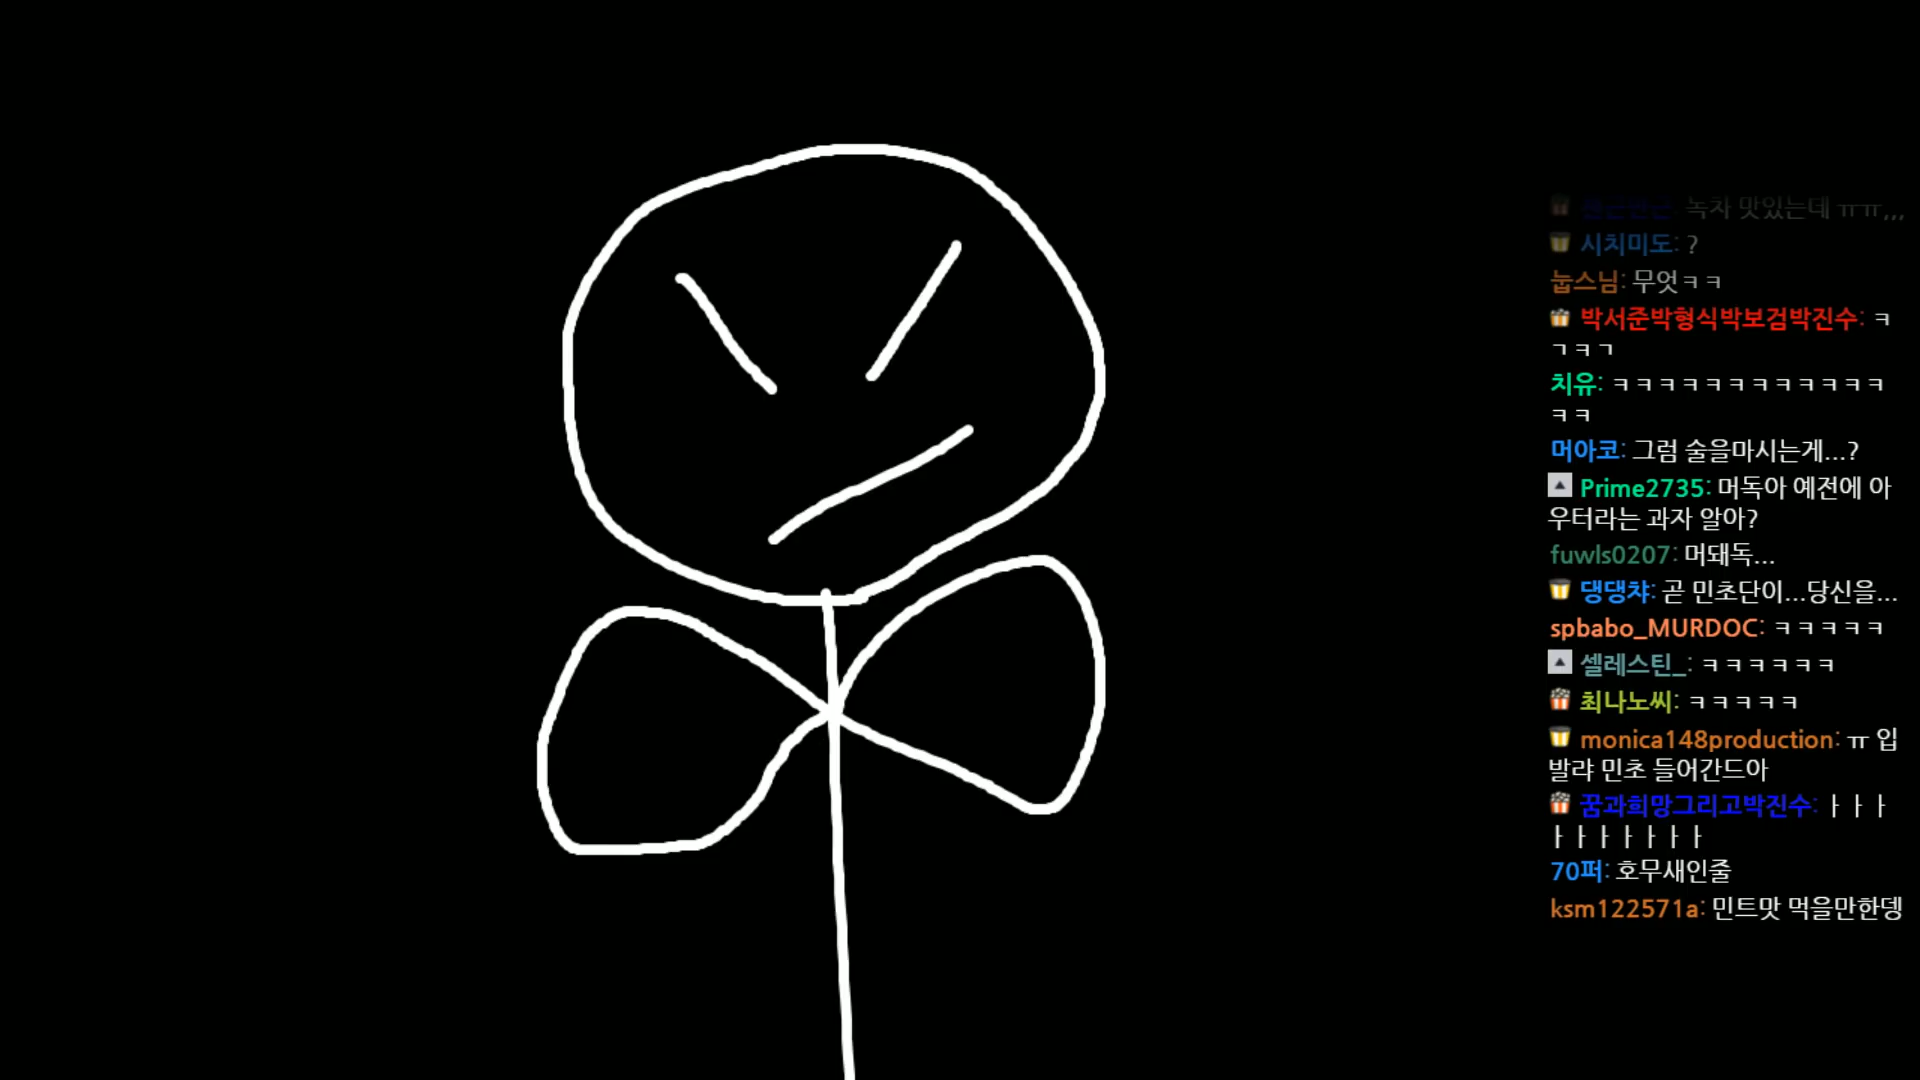 녹차 맛있는데 ㅠㅠ,,,
시치미도: ?
눕스님: 무엇ㅋㅋ
박서준박형식박보검박진수: ㅋ
ㄱㅋㄱ
치유: ㅋㅋㅋㅋㅋㅋㅋㅋㅋㅋㅋㅋ
ㅋㅋ
머아코: 그럼 술을마시는게...?
Prime2735: 머독아 예전에 아
우터라는 과자 알아?
fuwls0207: 머돼독...
댕댕챠: 곧 민초단이...당신을...
spbabo_MURDOC: ㅋㅋㅋㅋㅋ
셀레스틴_: ㅋㅋㅋㅋㅋㅋ
최나노씨: ㅋㅋㅋㅋㅋ
monica148production: ㅠ 입
발랴 민초 들어간드아
꿈과희망그리고박진수: ㅏㅏㅏ
ㅏㅏㅏㅏㅏㅏㅏ
70퍼: 호무새인줄
ksm122571a: 민트맛 먹을만한뎅